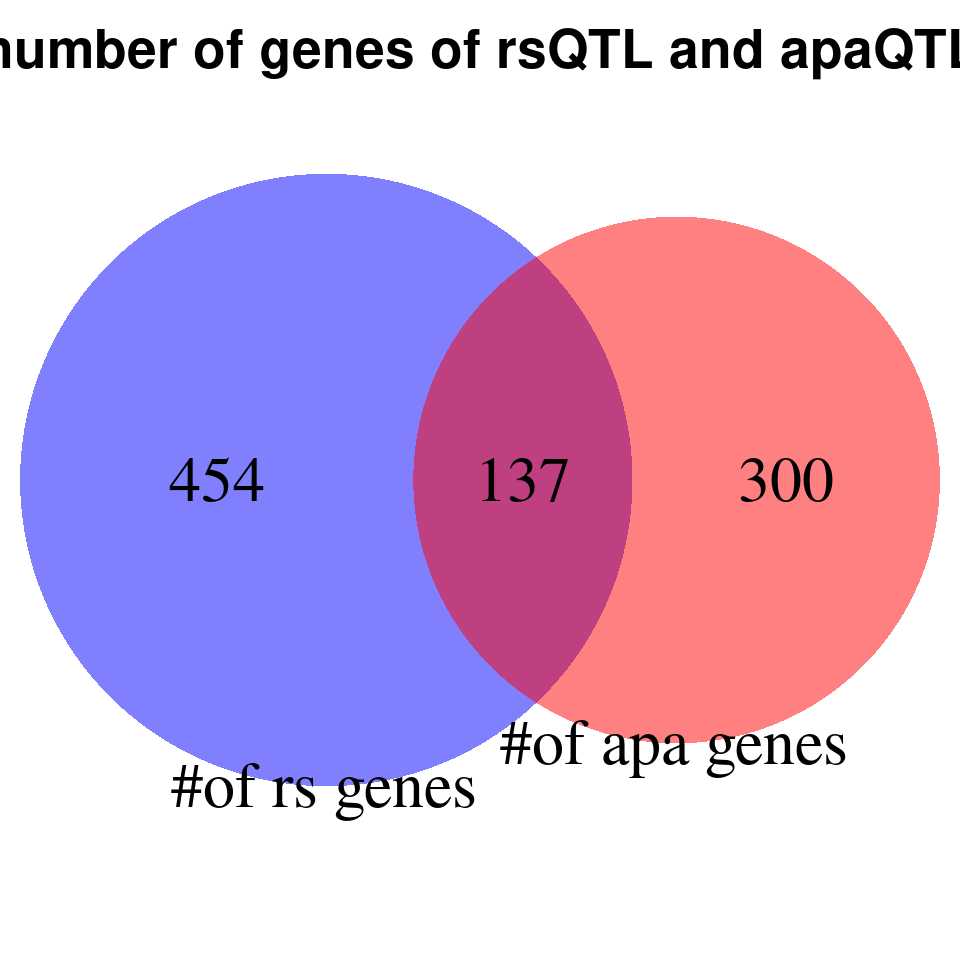 number of genes of rsQTL and apaQTL
454
137
300
#of apa genes
#of rs genes